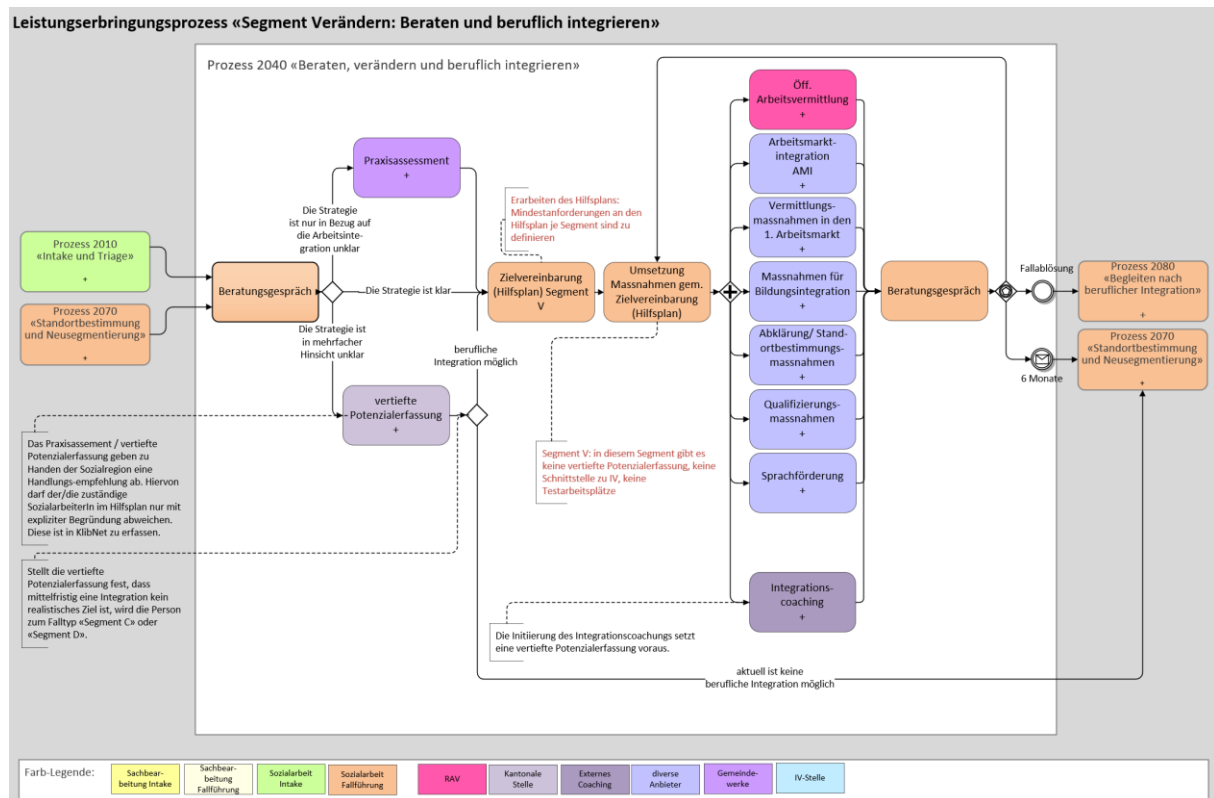 Leistungserbringungsprozess «Segment Verändern: Beraten und beruflich integrieren»
Prozess 2040 «Beraten, verändern und beruflich integrieren»
Öff.
Arbeitsvermittlung
+
Praxisassessment
+
Arbeitsmarkt-
integration
AMI
+
Die Strategie
ist nur in Bezug auf
die Arbeitsinte-
gration unklar
Erarbeiten des Hilfsplans:
Mindestanforderungen an den
Hilfsplan je Segment sind zu
definieren
Vermittlungs-
massnahmen in den
1. Arbeitsmarkt
+
Prozess 2010
«Intake und Triage»
+
Prozess 2070
«Standortbestimmung
und Neusegmentierung»
+
Beratungsgespräch
Die Strategie ist klar
Zielvereinbarung
(Hilfsplan) Segment
V
Umsetzung
Massnahmen gem.
Zielvereinbarung
(Hilfsplan)
Massnahmen für
Bildungsintegration
+
Beratungsgespräch
Fallablösung
Prozess 2080
«Begleiten nach
beruflicher Integration»
+
6 Monate
Prozess 2070
«Standortbestimmung
und Neusegmentierung»
+
Die Strategie ist
in mehrfacher
Hinsicht unklar
berufliche
Integration möglich
Abklärung/ Stand-
ortbestimmungs-
massnahmen
+
vertiefte
Potenzialerfassung
+
Qualifizierungs-
massnahmen
+
Das Praxisassement / vertiefte
Potenzialerfassung geben zu
Handen der Sozialregion eine
Handlungs-empfehlung ab. Hiervon
darf der/die zuständige
SozialarbeiterIn im Hilfsplan nur mit
expliziter Begründung abweichen.
Diese ist in KlibNet zu erfassen.
Segment V: in diesem Segment gibt es
keine vertiefte Potenzialerfassung, keine
Schnittstelle zu IV, keine
Testarbeitsplätze
Sprachförderung
+
Stellt die vertiefte
Potenzialerfassung fest, dass
mittelfristig eine Integration kein
realistisches Ziel ist, wird die Person
zum Falltyp «Segment C» oder
«Segment D».
Integrations-
coaching
+
Die Initiierung des Integrationscoachungs setzt
eine vertiefte Potenzialerfassung voraus.
aktuell ist keine
berufliche Integration möglich
Farb-Legende:
Sachbear-
beitung Intake
Sachbear-
beitung
Fallführung
Sozialarbeit
Intake
Sozialarbeit
Fallführung
RAV
Kantonale
Stelle
Externes
Coaching
diverse
Anbieter
Gemeinde-
werke
IV-Stelle